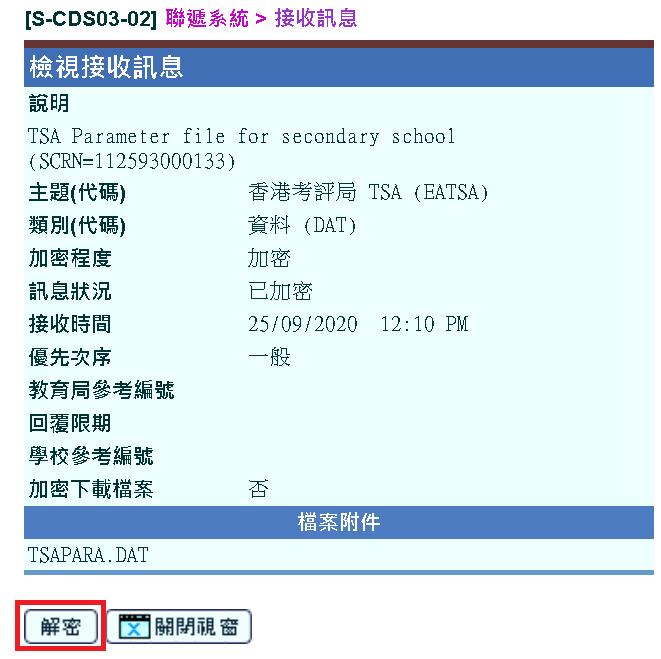 [S-CDS03-02] 聯遞系統 > 接收訊息
檢視接收訊息
說明
TSA Parameter file for secondary school
(SCRN=112593000133)
主題(代碼) 香港考評局 TSA (EATSA)
類別(代碼) 資料 (DAT)
加密程度 加密
訊息狀況 已加密
接收時間 25/09/2020 12:10 PM
優先次序 一般
教育局參考編號
回覆限期
學校參考編號
加密下載檔案 否
檔案附件
TSAPARA.DAT
解密 關閉視窗